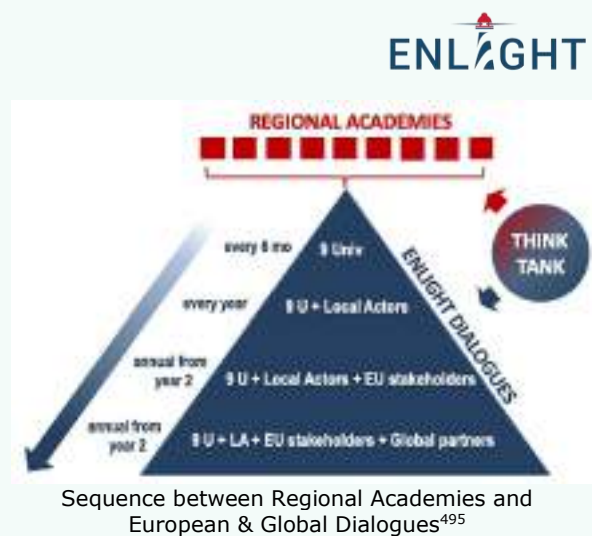 ENLIGHT
REGIONAL ACADEMIES
every 6 mo
9 Univ
THINK
TANK
ENLIGHT DIALOGUES
every year
9 U + Local Actors
annual from
year 2
9 U + Local Actors + EU stakeholders
annual from
year 2
9 U + LA + EU stakeholders + Global partners
Sequence between Regional Academies and
European & Global Dialogues495